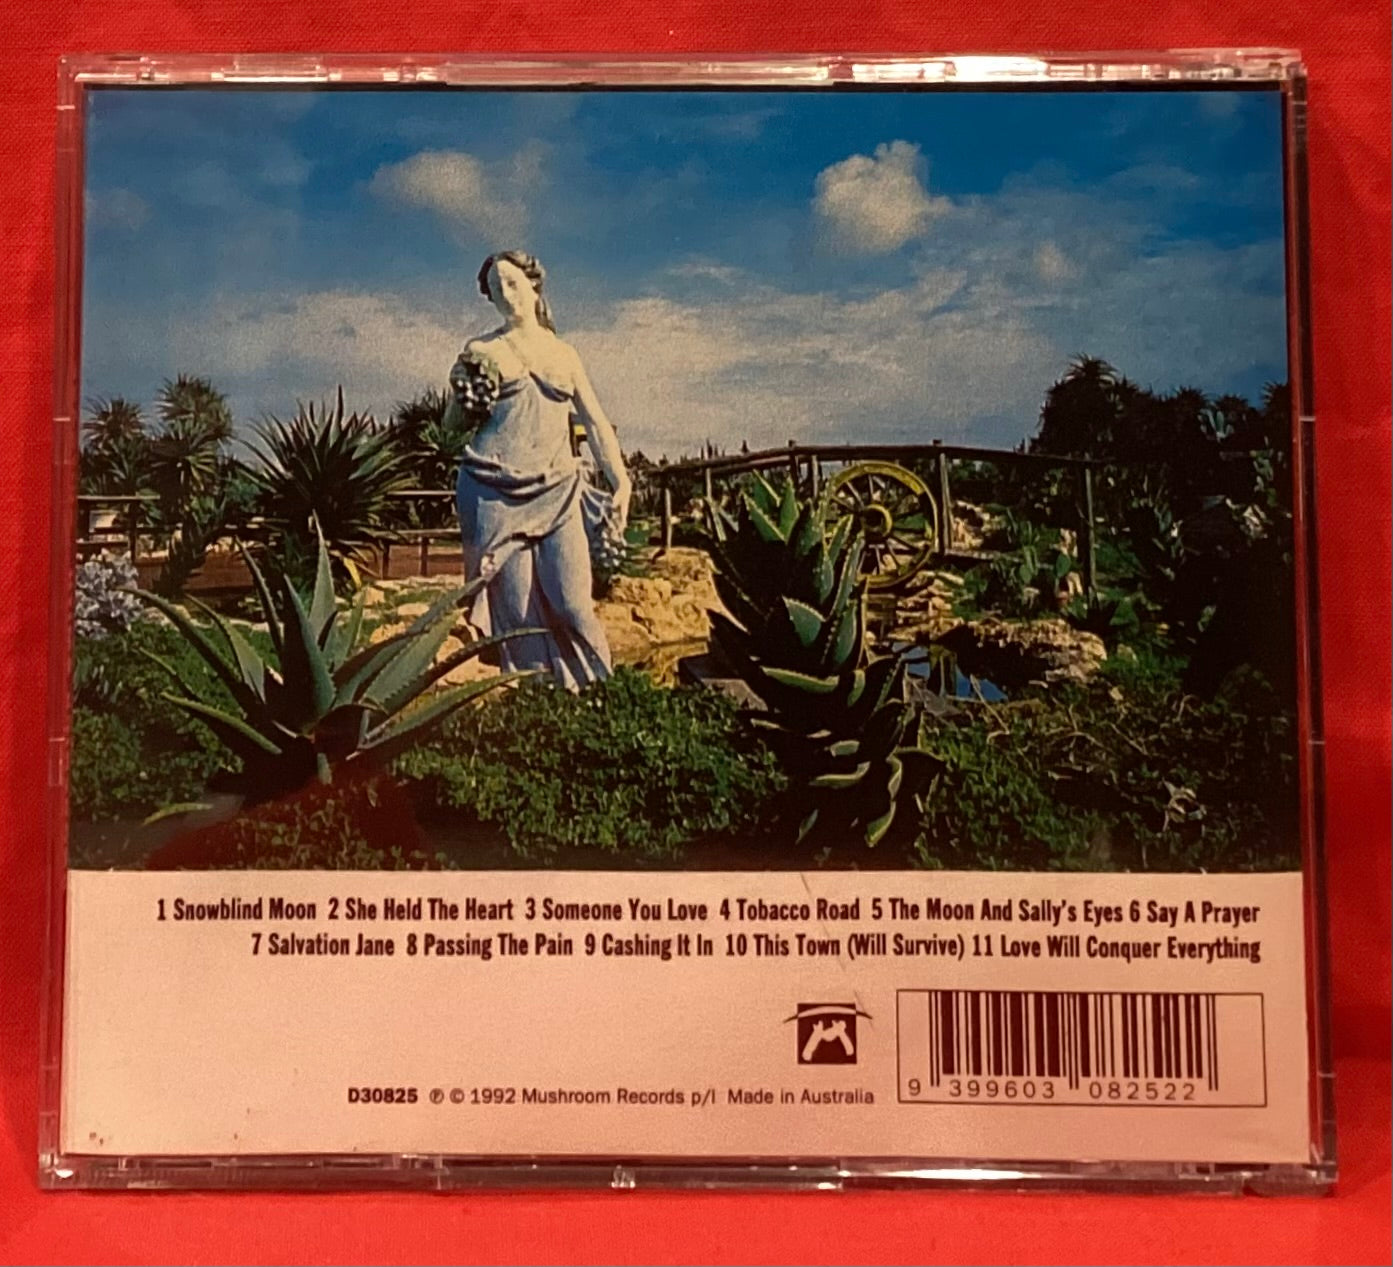 1 Snowblind Moon 2 She Held The Heart 3 Someone You Love 4 Tobacco Road 5 The Moon And Sally's Eyes 6 Say A Prayer
7 Salvation Jane 8 Passing The Pain 9 Cashing It In 10 This Town (Will Survive) 11 Love Will Conquer Everything
D30825 ℗ © 1992 Mushroom Records p/l Made in Australia
9 399603 082522